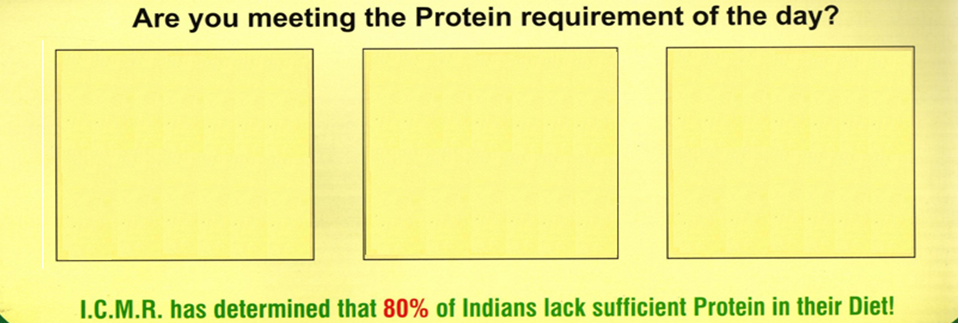 Are you meeting the Protein requirement of the day?
I.C.M.R. has determined that 80% of Indians lack sufficient Protein in their Diet!